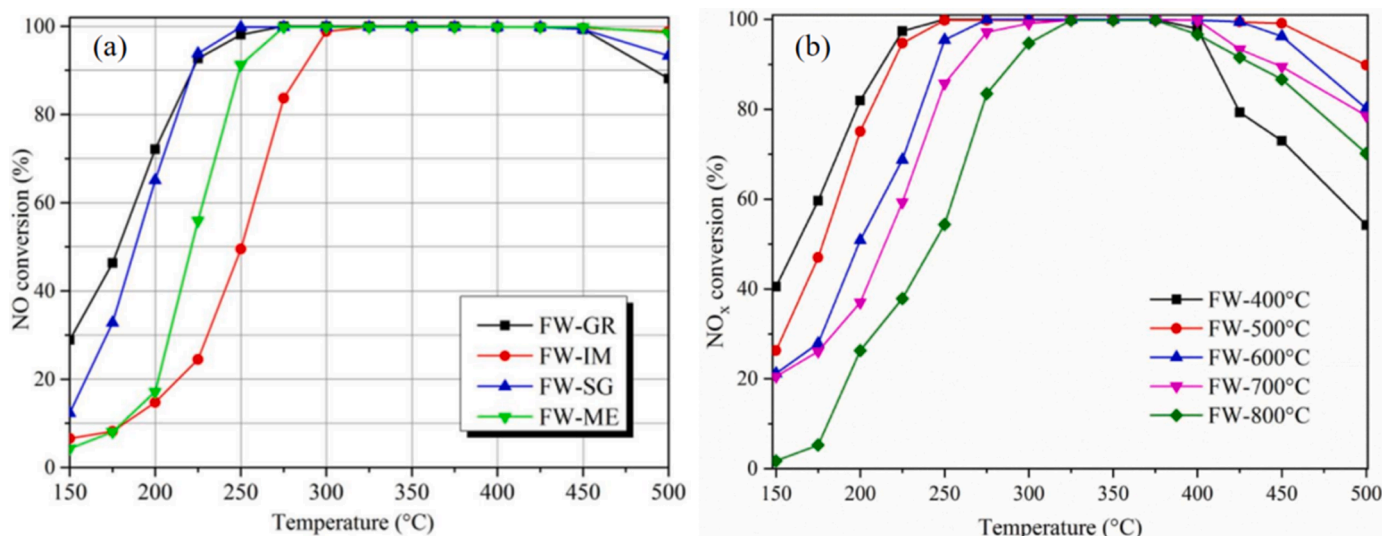 (a)
NO conversion (%)
100
80
60
40
20
0
150 200 250 300 350 400 450 500
Temperature (°C)
FW-GR
FW-IM
FW-SG
FW-ME
(b)
NOx conversion (%)
100
80
60
40
20
0
150 200 250 300 350 400 450 500
Temperature (°C)
FW-400°C
FW-500°C
FW-600°C
FW-700°C
FW-800°C